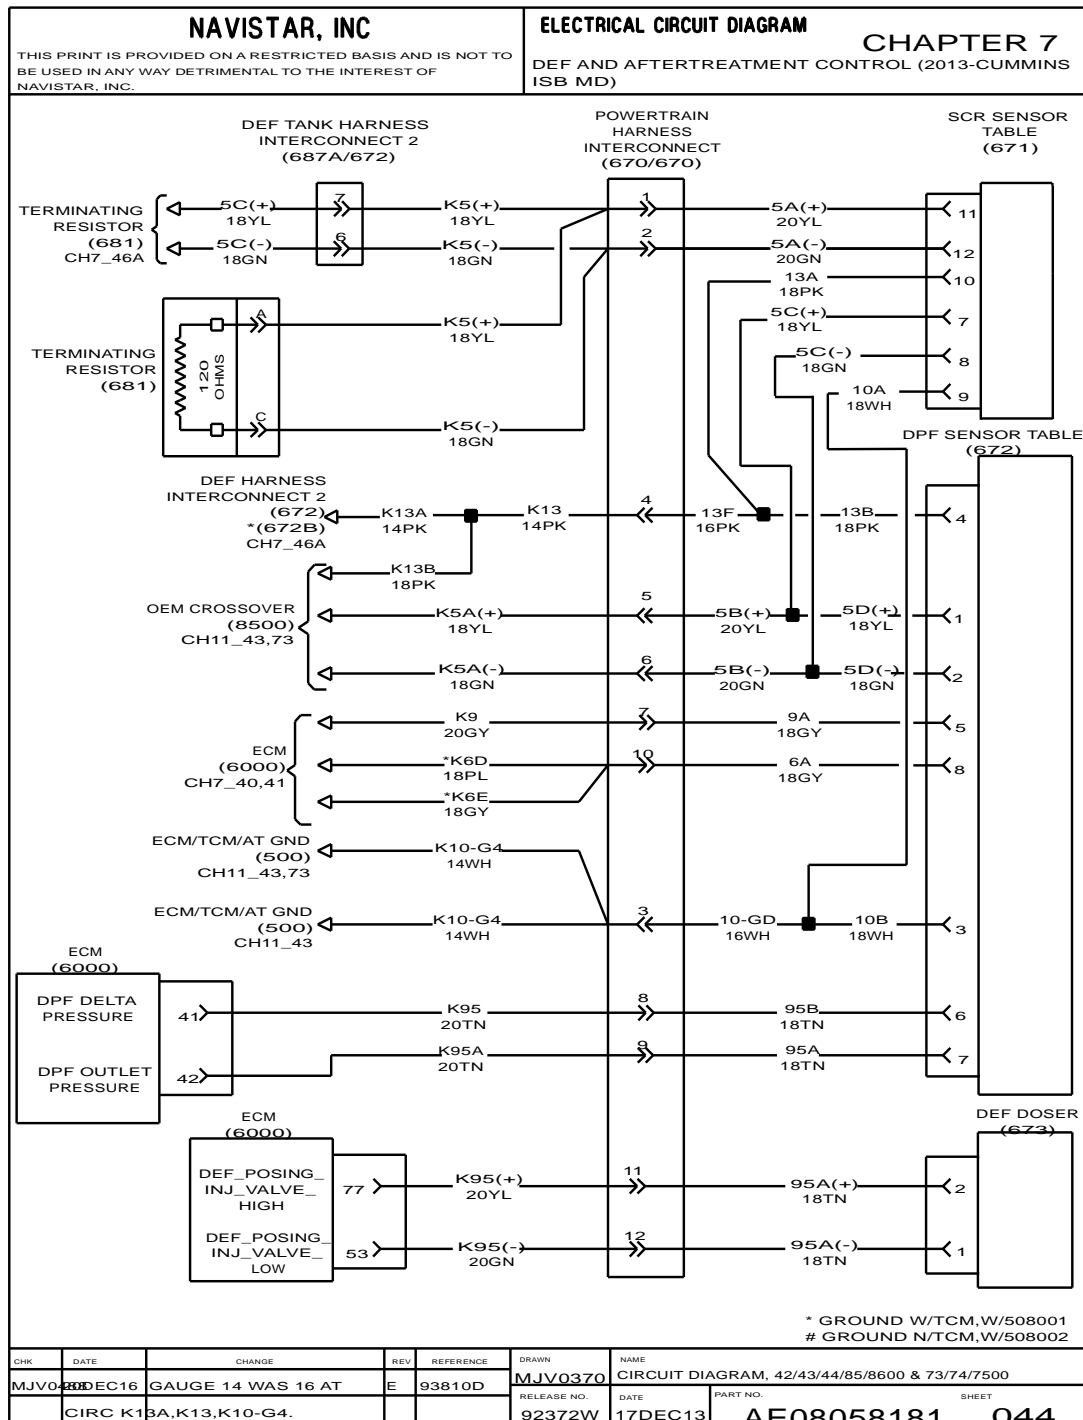 NAVISTAR, INC
THIS PRINT IS PROVIDED ON A RESTRICTED BASIS AND IS NOT TO
BE USED IN ANY WAY DETRIMENTAL TO THE INTEREST OF
NAVISTAR, INC.
ELECTRICAL CIRCUIT DIAGRAM
CHAPTER 7
DEF AND AFTERTREATMENT CONTROL (2013-CUMMINS
ISB MD)
DEF TANK HARNESS
INTERCONNECT 2
(687A/672)
POWERTRAIN
HARNESS
INTERCONNECT
(670/670)
SCR SENSOR
TABLE
(671)
TERMINATING
RESISTOR
(681)
CH7_46A
5C(+)
18YL
7
K5(+)
18YL
1
5A(+)
20YL
11
5C(-)
18GN
6
K5(-)
18GN
2
5A(-)
20GN
12
13A
18PK
10
5C(+)
18YL
7
5C(-)
18GN
8
10A
18WH
9
TERMINATING
RESISTOR
(681)
120
OHMS
A
K5(+)
18YL
C
K5(-)
18GN
DPF SENSOR TABLE
(672)
DEF HARNESS
INTERCONNECT 2
(672)
*(672B)
CH7_46A
K13A
14PK
K13
14PK
4
13F
16PK
13B
18PK
4
K13B
18PK
OEM CROSSOVER
(8500)
CH11_43,73
K5A(+)
18YL
5
5B(+)
20YL
5D(+)
18YL
1
K5A(-)
18GN
6
5B(-)
20GN
5D(-)
18GN
2
ECM
(6000)
CH7_40,41
K9
20GY
7
9A
18GY
5
*K6D
18PL
10
6A
18GY
8
*K6E
18GY
ECM/TCM/AT GND
(500)
CH11_43,73
K10-G4
14WH
ECM/TCM/AT GND
(500)
CH11_43
K10-G4
14WH
3
10-GD
16WH
10B
18WH
3
ECM
(6000)
DPF DELTA
PRESSURE
41
K95
20TN
8
95B
18TN
6
DPF OUTLET
PRESSURE
42
K95A
20TN
9
95A
18TN
7
ECM
(6000)
DEF DOSER
(673)
DEF_POSING_
INJ_VALVE_
HIGH
77
K95(+)
20YL
11
95A(+)
18TN
2
DEF_POSING_
INJ_VALVE_
LOW
53
K95(-)
20GN
12
95A(-)
18TN
1
* GROUND W/TCM,W/508001
# GROUND N/TCM,W/508002
CHK DATE CHANGE REV REFERENCE
DEC16 GAUGE 14 WAS 16 AT E 93810D
CIRC K13A,K13,K10-G4.
DRAWN
MJV0370
NAME
CIRCUIT DIAGRAM, 42/43/44/85/8600 & 73/74/7500
RELEASE NO.
92372W
DATE
17DEC13
PART NO.
AE08058181
SHEET
044